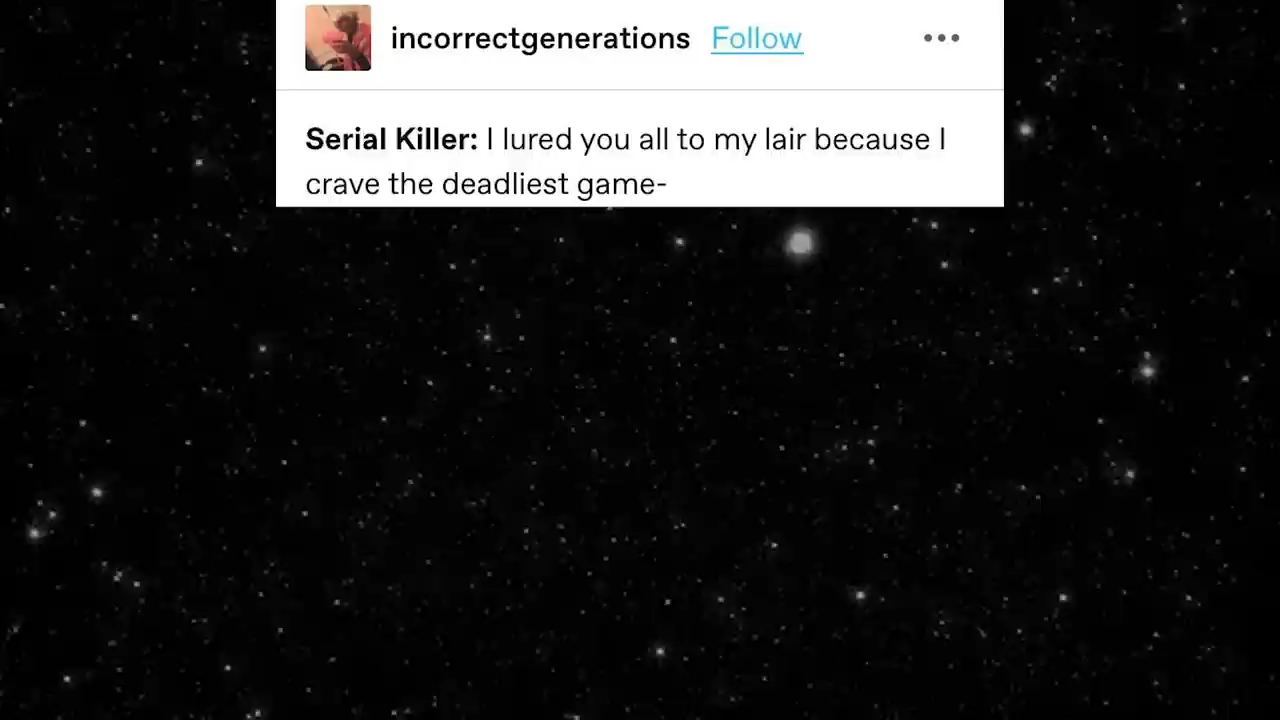 incorrectgenerations Follow
Serial Killer: I lured you all to my lair because I
crave the deadliest game-